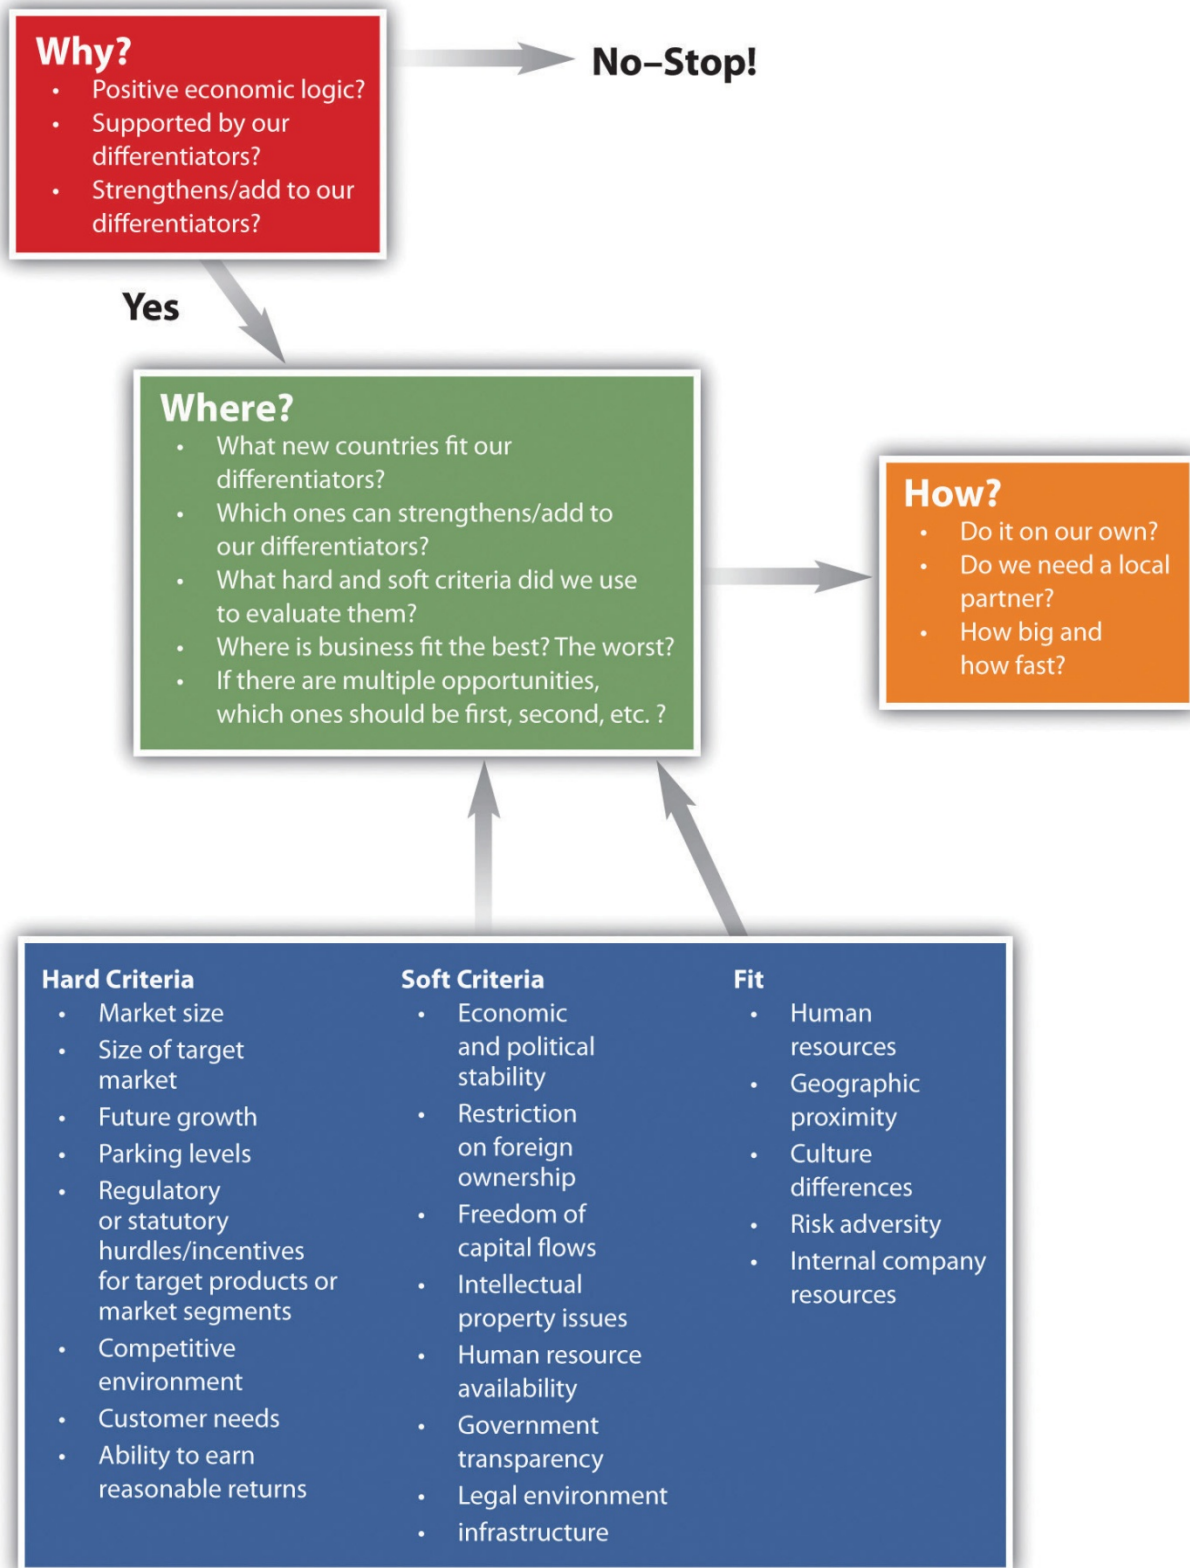 Why?
• Positive economic logic?
• Supported by our
differentiators?
• Strengthens/add to our
differentiators?
No–Stop!
Yes
Where?
• What new countries fit our
differentiators?
• Which ones can strengthens/add to
our differentiators?
• What hard and soft criteria did we use
to evaluate them?
• Where is business fit the best? The worst?
• If there are multiple opportunities,
which ones should be first, second, etc. ?
How?
• Do it on our own?
• Do we need a local
partner?
• How big and
how fast?
Hard Criteria
• Market size
• Size of target
market
• Future growth
• Parking levels
• Regulatory
or statutory
hurdles/incentives
for target products or
market segments
• Competitive
environment
• Customer needs
• Ability to earn
reasonable returns
Soft Criteria
• Economic
and political
stability
• Restriction
on foreign
ownership
• Freedom of
capital flows
• Intellectual
property issues
• Human resource
availability
• Government
transparency
• Legal environment
• infrastructure
Fit
• Human
resources
• Geographic
proximity
• Culture
differences
• Risk adversity
• Internal company
resources